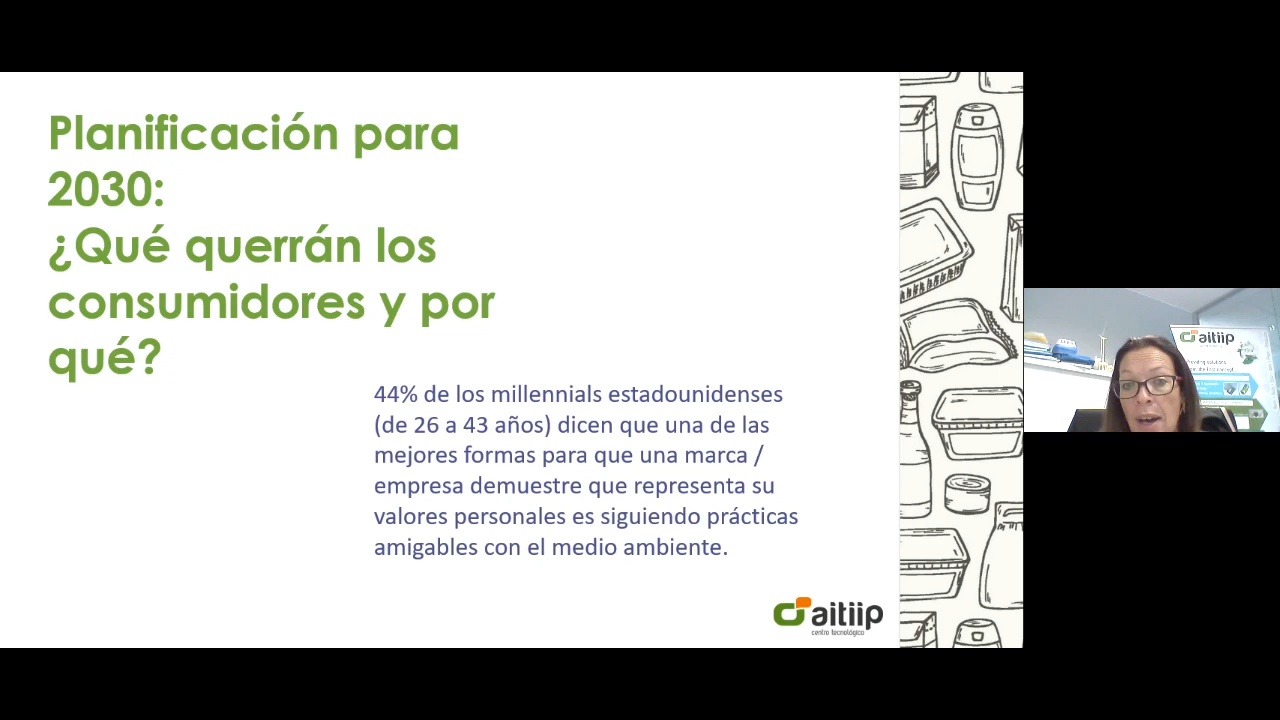 Planificación para
2030:
¿Qué querrán los
consumidores y por
qué?
44% de los millennials estadounidenses
(de 26 a 43 años) dicen que una de las
mejores formas para que una marca /
empresa demuestre que representa su
valores personales es siguiendo prácticas
amigables con el medio ambiente.
aitiip
centro tecnológico
aitiip